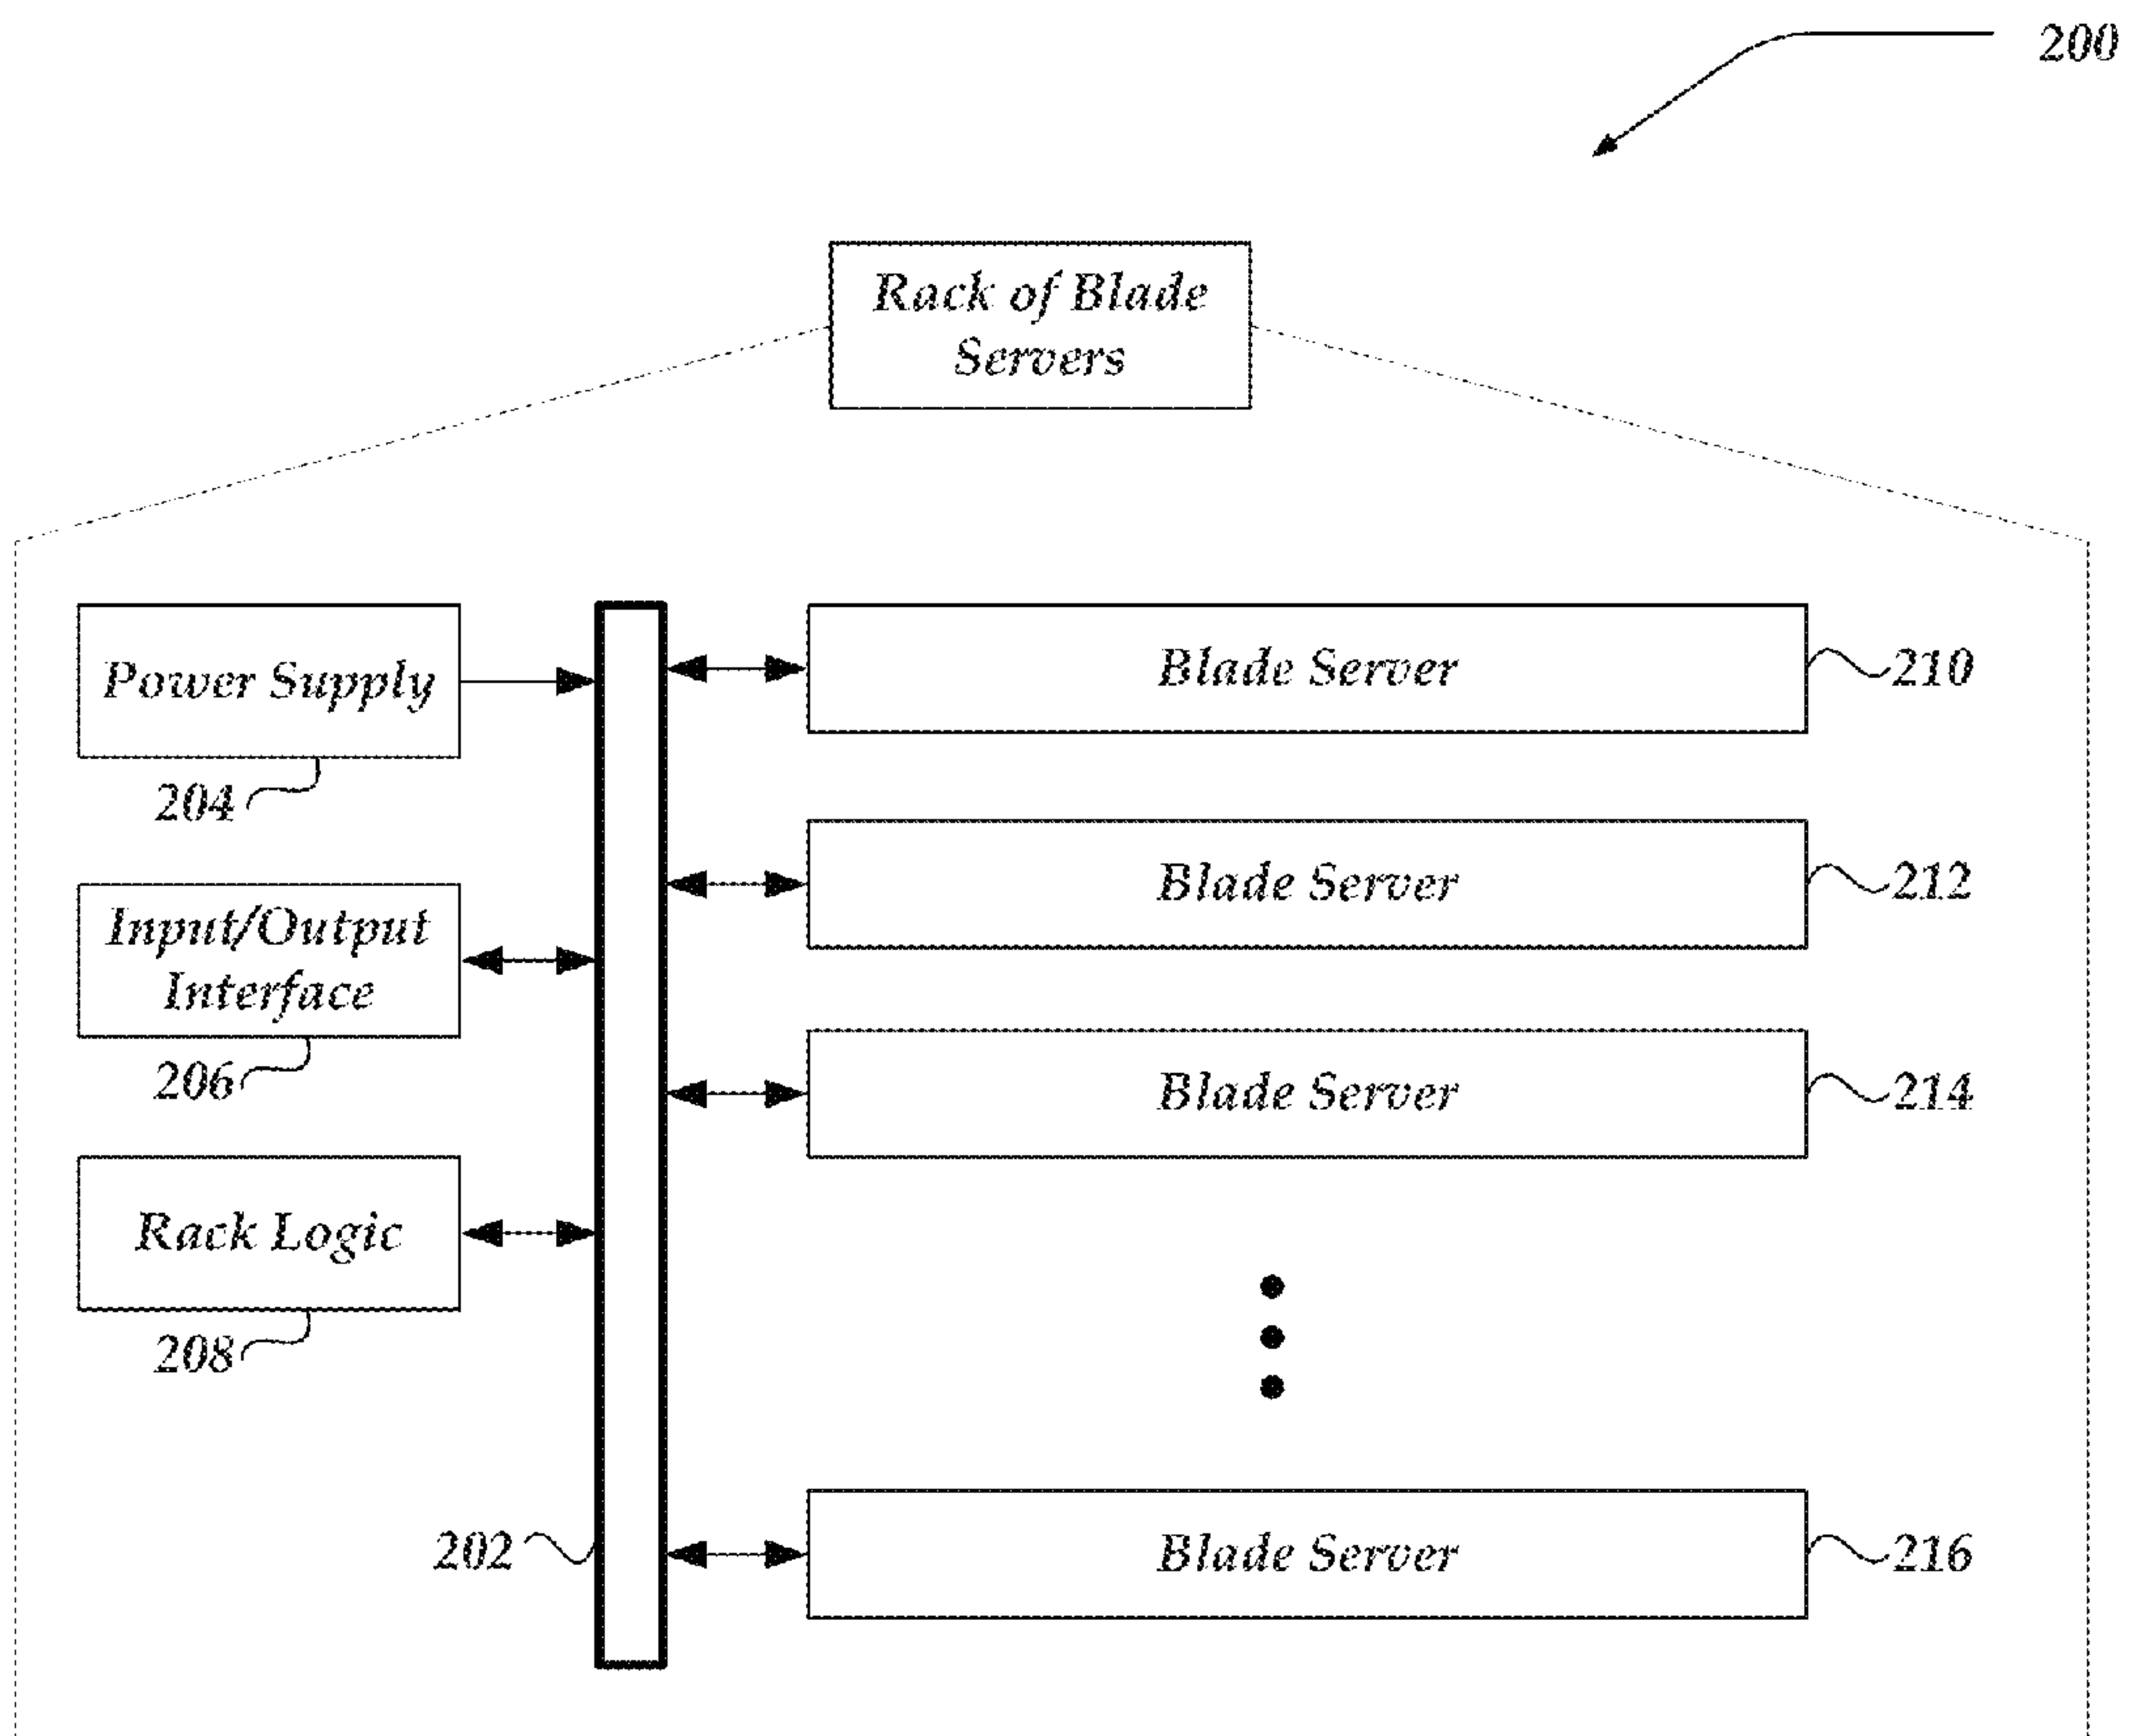 200
Rack of Blade
Servers
Power Supply
204
Input/Output
Interface
206
Rack Logic
208
202
Blade Server
210
Blade Server
212
Blade Server
214
Blade Server
216